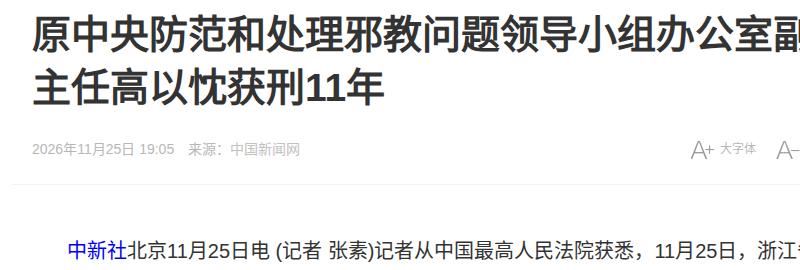 原中央防范和处理邪教问题领导小组办公室副
主任高以忱获刑11年
2026年11月25日 19:05 来源：中国新闻网 A+ 大字体 A-
中新社北京11月25日电 (记者 张素)记者从中国最高人民法院获悉，11月25日，浙江